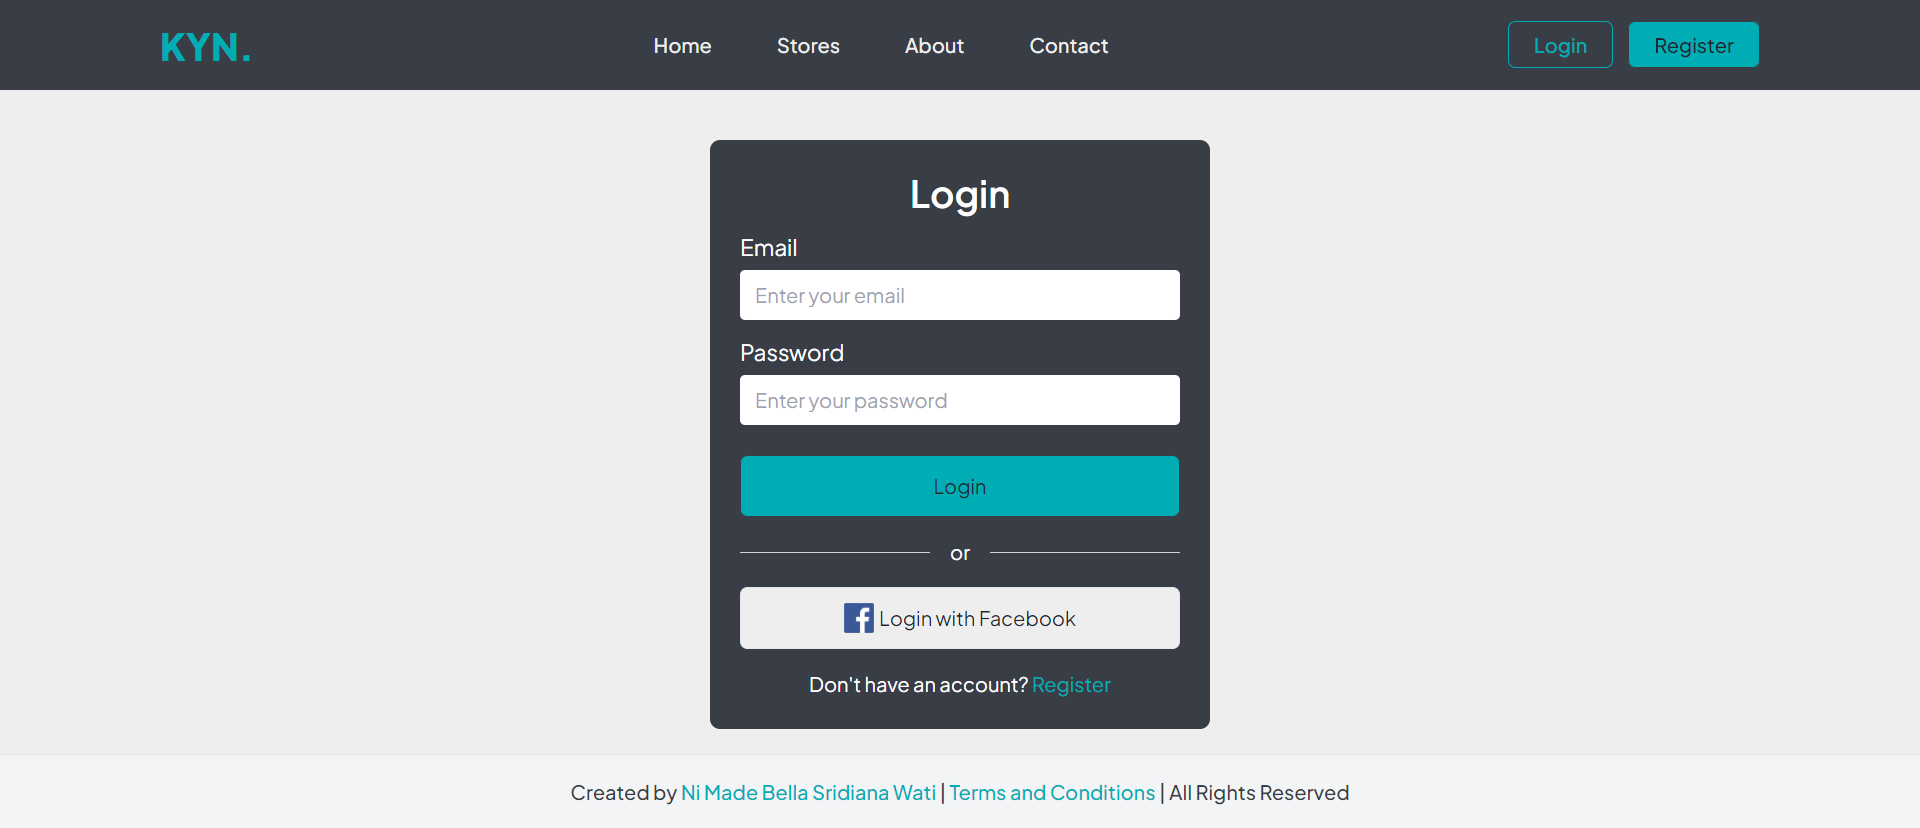 KYN.
Home Stores About Contact
Login Register
Login
Email
Enter your email
Password
Enter your password
Login
or
Login with Facebook
Don't have an account? Register
Created by Ni Made Bella Sridiana Wati | Terms and Conditions | All Rights Reserved